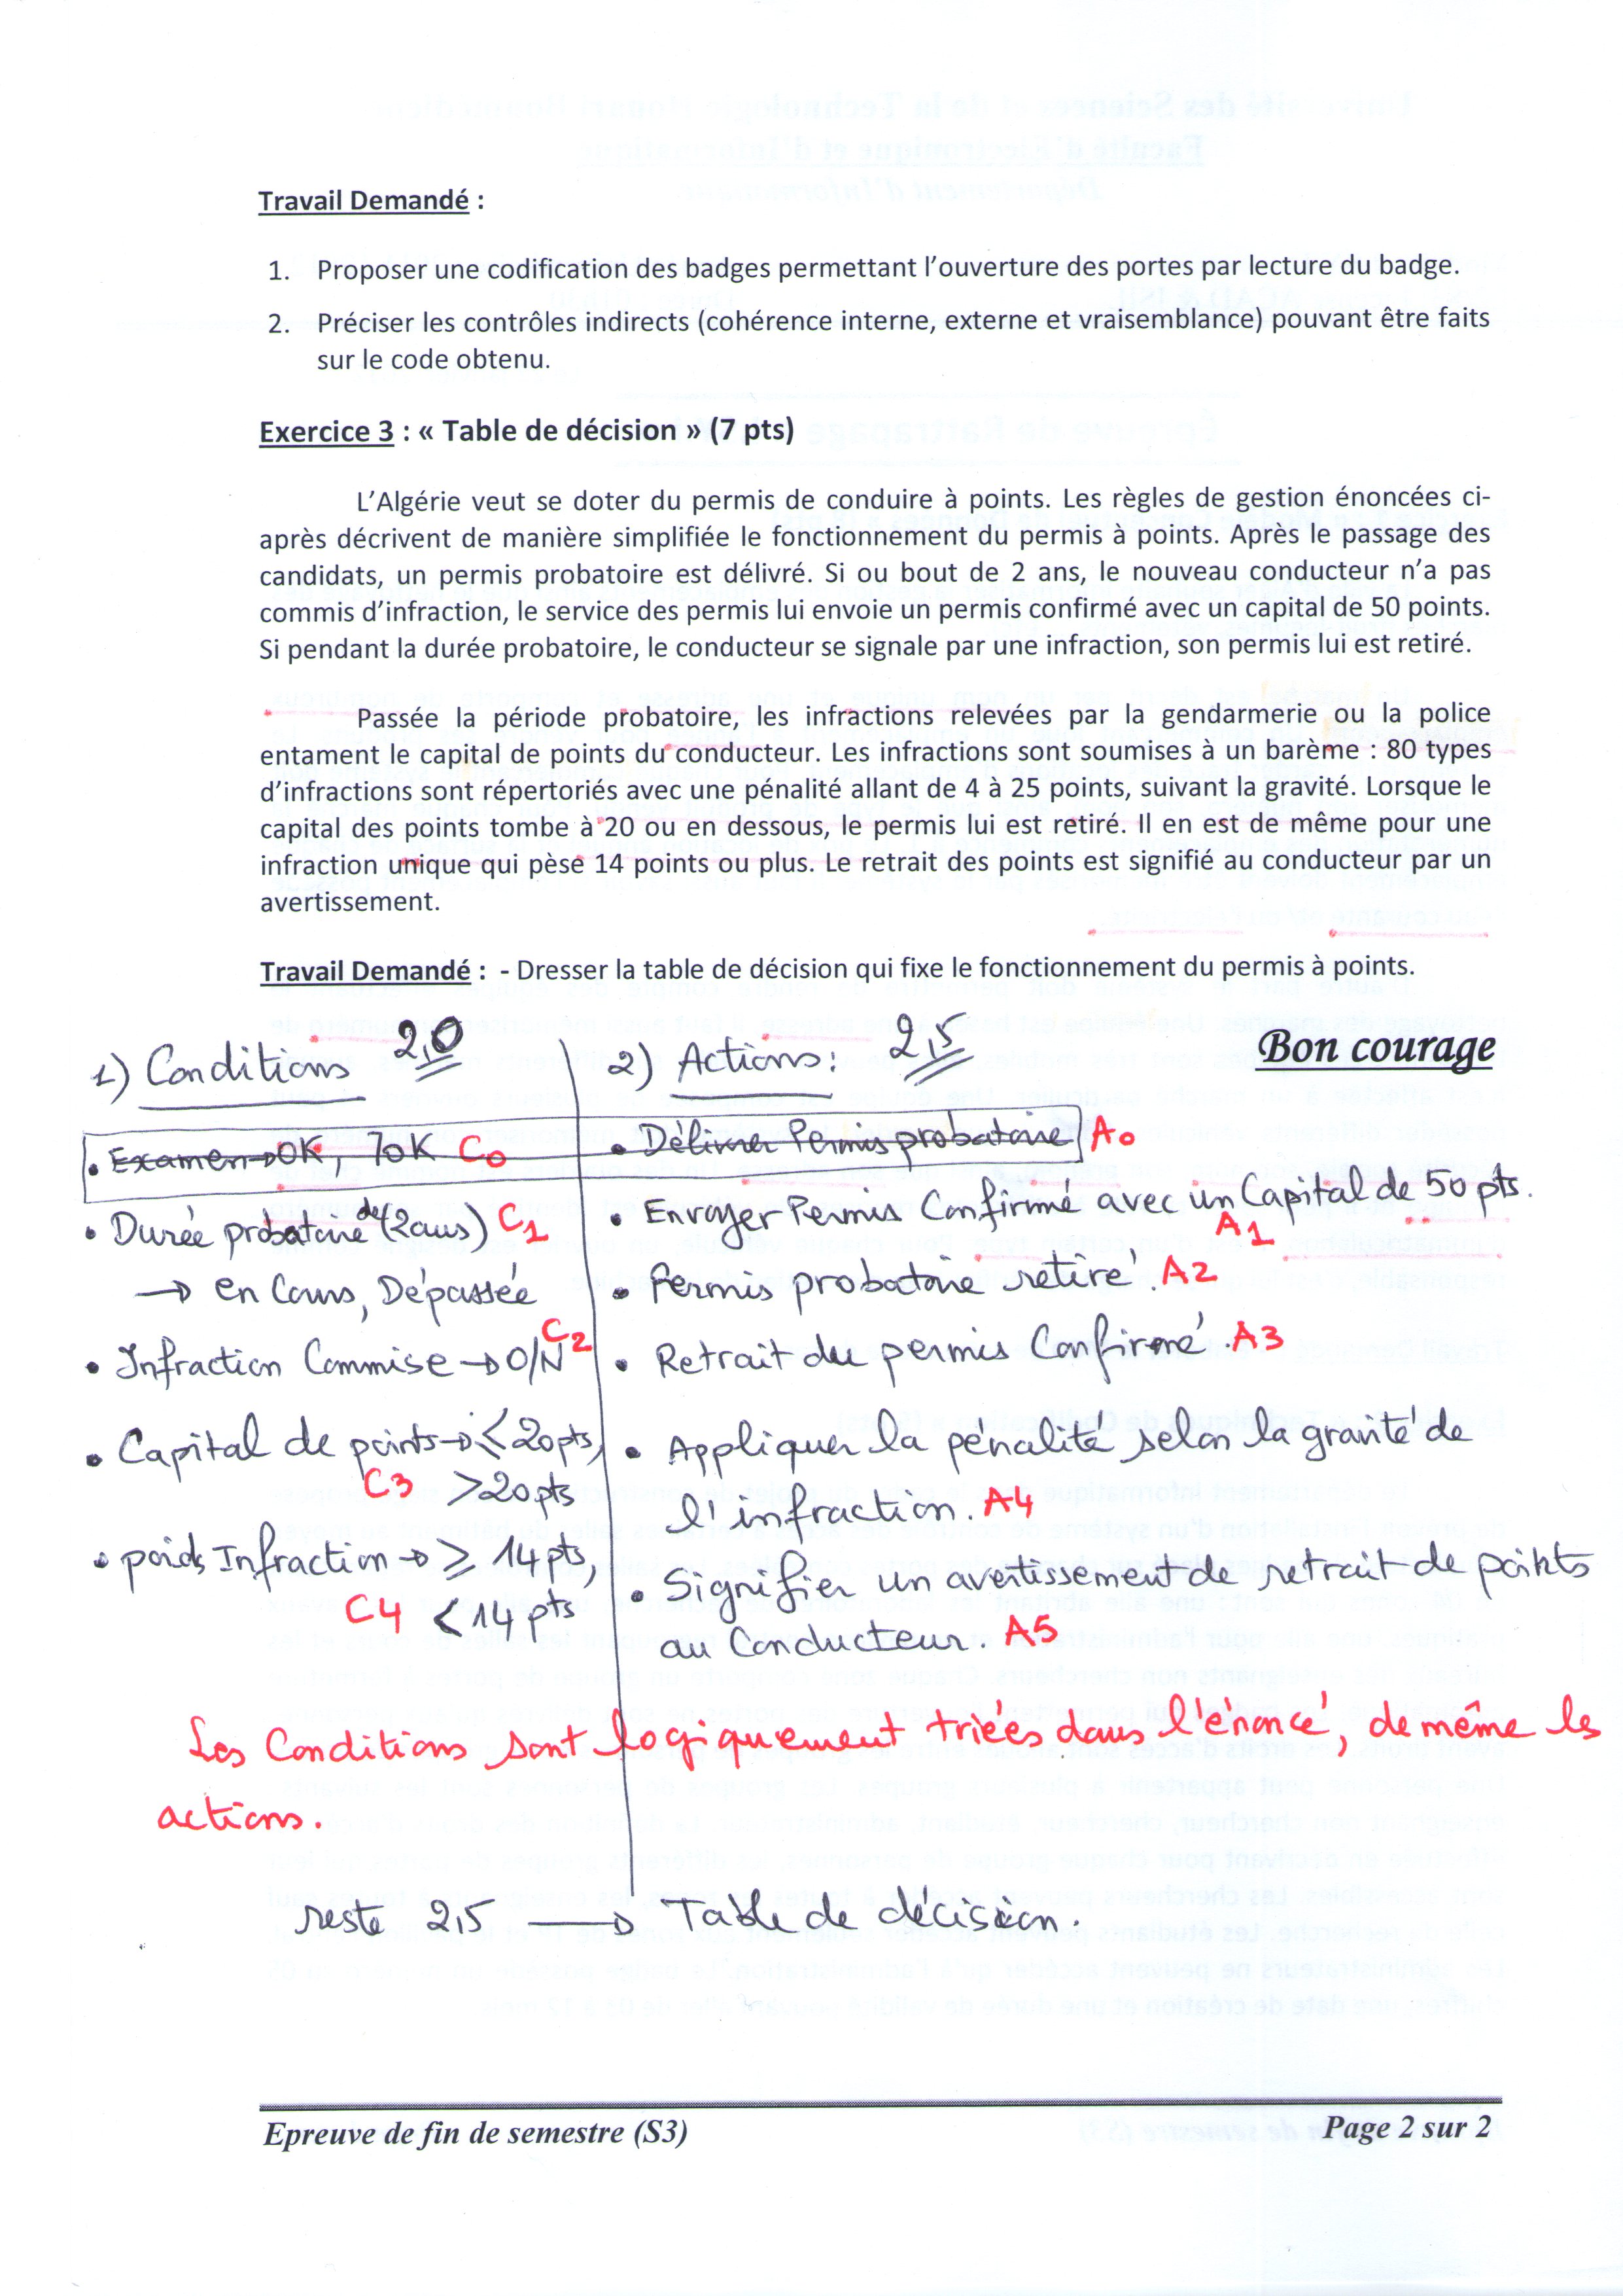 Travail Demandé :
1. Proposer une codification des badges permettant l'ouverture des portes par lecture du badge.
2. Préciser les contrôles indirects (cohérence interne, externe et vraisemblance) pouvant être faits
sur le code obtenu.
Exercice 3 : « Table de décision » (7 pts)
L'Algérie veut se doter du permis de conduire à points. Les règles de gestion énoncées ci-
après décrivent de manière simplifiée le fonctionnement du permis à points. Après le passage des
candidats, un permis probatoire est délivré. Si ou bout de 2 ans, le nouveau conducteur n'a pas
commis d'infraction, le service des permis lui envoie un permis confirmé avec un capital de 50 points.
Si pendant la durée probatoire, le conducteur se signale par une infraction, son permis lui est retiré.
Passée la période probatoire, les infractions relevées par la gendarmerie ou la police
entament le capital de points du conducteur. Les infractions sont soumises à un barème : 80 types
d'infractions sont répertoriés avec une pénalité allant de 4 à 25 points, suivant la gravité. Lorsque le
capital des points tombe à 20 ou en dessous, le permis lui est retiré. Il en est de même pour une
infraction unique qui pèse 14 points ou plus. Le retrait des points est signifié au conducteur par un
avertissement.
Travail Demandé : - Dresser la table de décision qui fixe le fonctionnement du permis à points.
Bon courage
1) Conditions 2,0
• Examen → OK ⌉OK C0
• Durée probatoire de (2ans) C1
→ en Cours, Dépassée
• Infraction Commise → O/N C2
• Capital de points → ≤ 20pts,
C3 > 20pts
• poids Infraction → ≥ 14pts,
C4 < 14pts
2) Actions : 2,5
• Délivrer Permis probatoire A0
• Envoyer Permis Confirmé avec un Capital de 50 pts.
A1
• Permis probatoire retiré. A2
• Retrait du permis Confirmé. A3
• Appliquer la pénalité selon la gravité de
l'infraction. A4
• Signifier un avertissement de retrait de points
au Conducteur. A5
Les Conditions sont logiquement triées dans l'énoncé, de même les
actions.
reste 2,5 → Table de décision.
Epreuve de fin de semestre (S3)
Page 2 sur 2